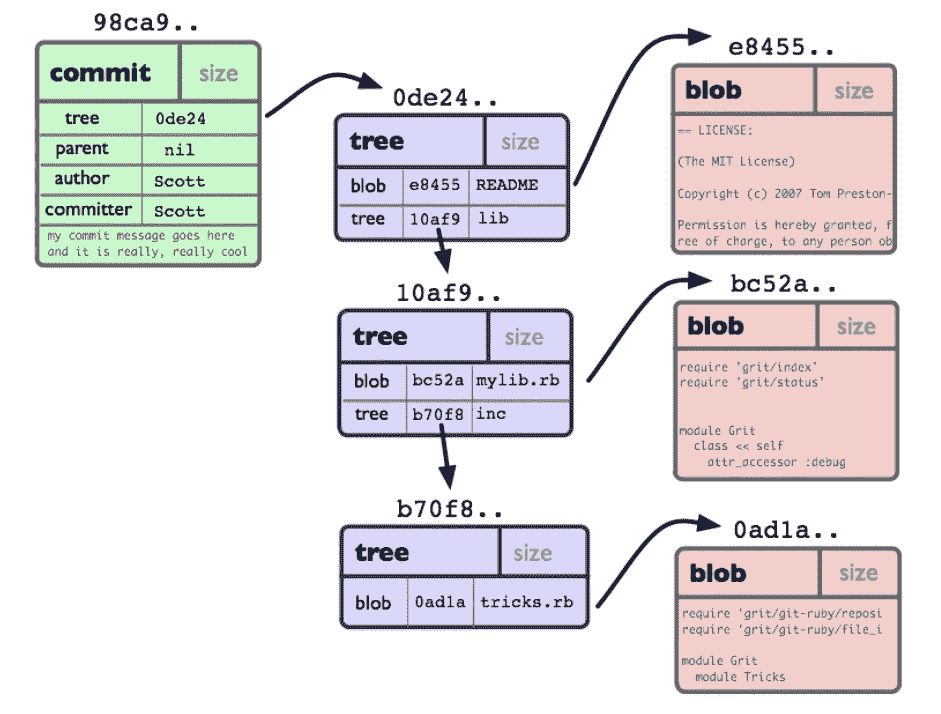 98ca9..
commit size
tree 0de24
parent nil
author Scott
committer Scott
my commit message goes here
and it is really, really cool
0de24..
tree size
blob e8455 README
tree 10af9 lib
10af9..
tree size
blob bc52a mylib.rb
tree b70f8 inc
b70f8..
tree size
blob 0ad1a tricks.rb
e8455..
blob size
== LICENSE:
(The MIT License)
Copyright (c) 2007 Tom Preston-
Permission is hereby granted, f
ree of charge, to any person ob
bc52a..
blob size
require 'grit/index'
require 'grit/status'
module Grit
class << self
attr_accessor :debug
0ad1a..
blob size
require 'grit/git-ruby/reposi
require 'grit/git-ruby/file_i
module Grit
module Tricks